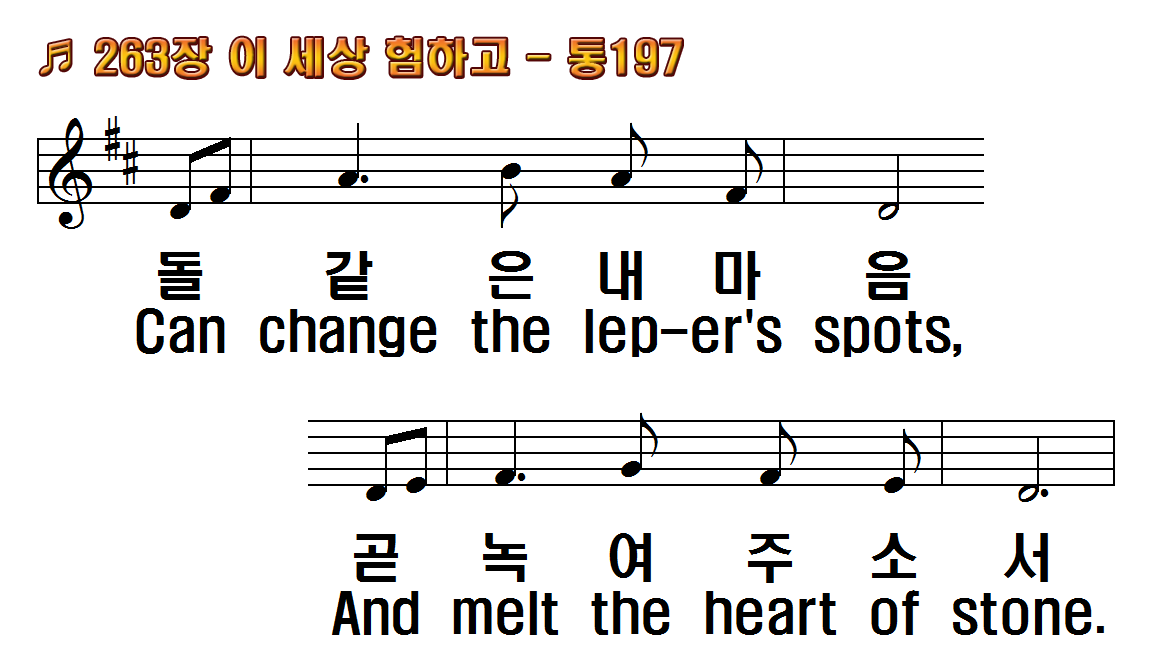 ♬ 263장 이 세상 험하고 - 통197
돌 같 은 내 마 음
Can change the lep-er's spots,
곧 녹 여 주 소 서
And melt the heart of stone.